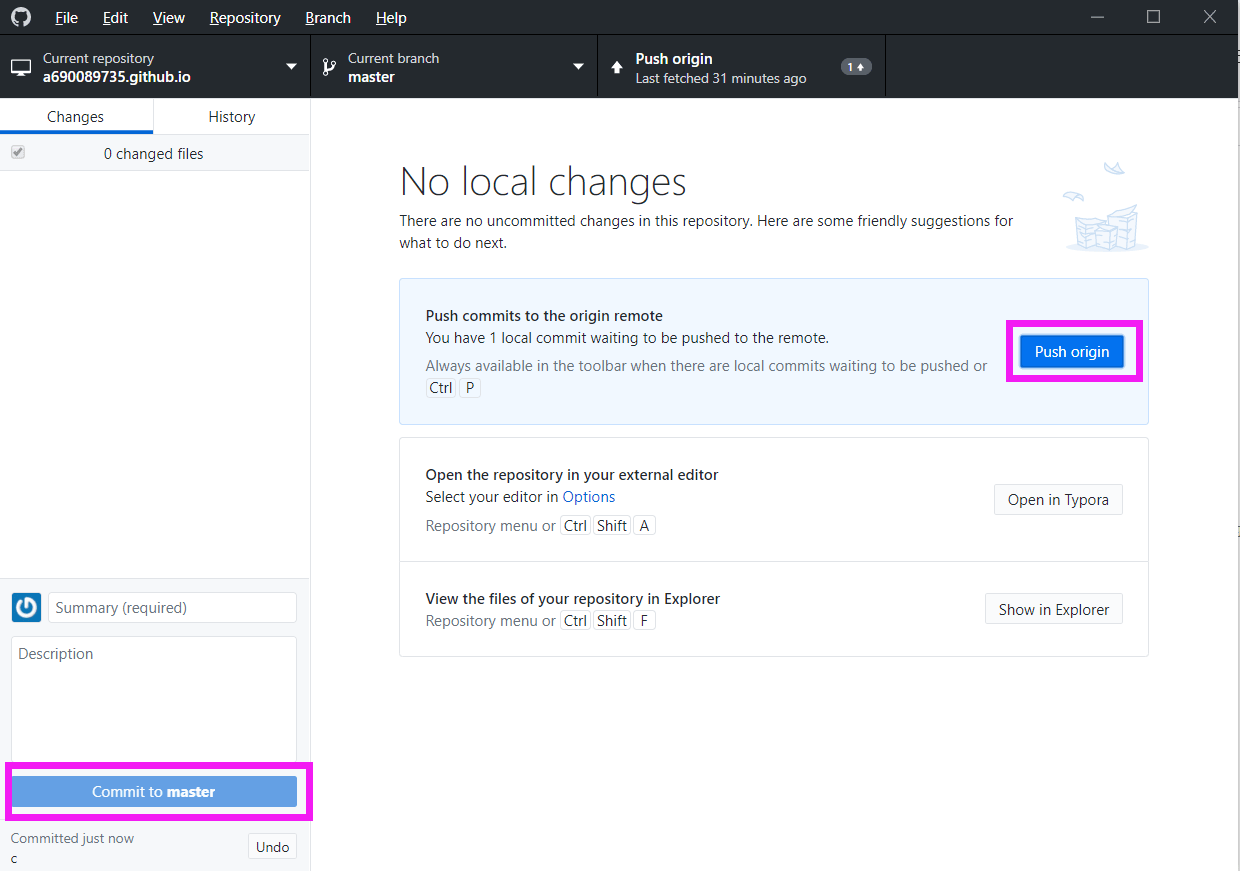 File Edit View Repository Branch Help
Current repository
a690089735.github.io
Current branch
master
Push origin
Last fetched 31 minutes ago
1
Changes History
0 changed files
No local changes
There are no uncommitted changes in this repository. Here are some friendly suggestions for
what to do next.
Push commits to the origin remote
You have 1 local commit waiting to be pushed to the remote.
Always available in the toolbar when there are local commits waiting to be pushed or
Ctrl P
Push origin
Open the repository in your external editor
Select your editor in Options
Repository menu or Ctrl Shift A
Open in Typora
View the files of your repository in Explorer
Repository menu or Ctrl Shift F
Show in Explorer
Summary (required)
Description
Commit to master
Committed just now
c
Undo